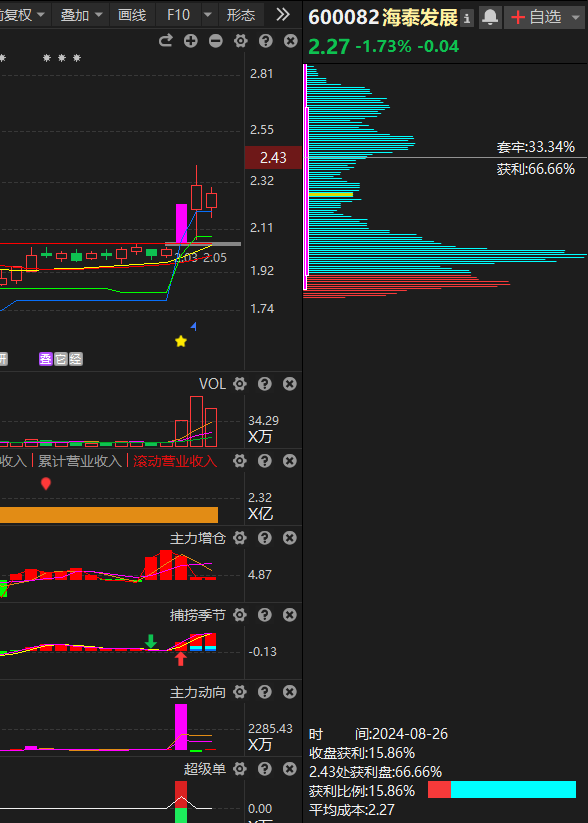 前复权 叠加 画线 F10 形态 »
600082 海泰发展 自选
2.27 -1.73% -0.04
2.81
2.55
2.43
2.32
2.11
2.03 2.05
1.92
1.74
套牢:33.34%
获利:66.66%
研 吞 它 经
VOL
34.29
X万
收入 累计营业收入 滚动营业收入
2.32
X亿
主力增仓
4.87
捕捞季节
-0.13
主力动向
2285.43
X万
超级单
0.00
X万
时 间:2024-08-26
收盘获利:15.86%
2.43处获利盘:66.66%
获利比例:15.86%
平均成本:2.27